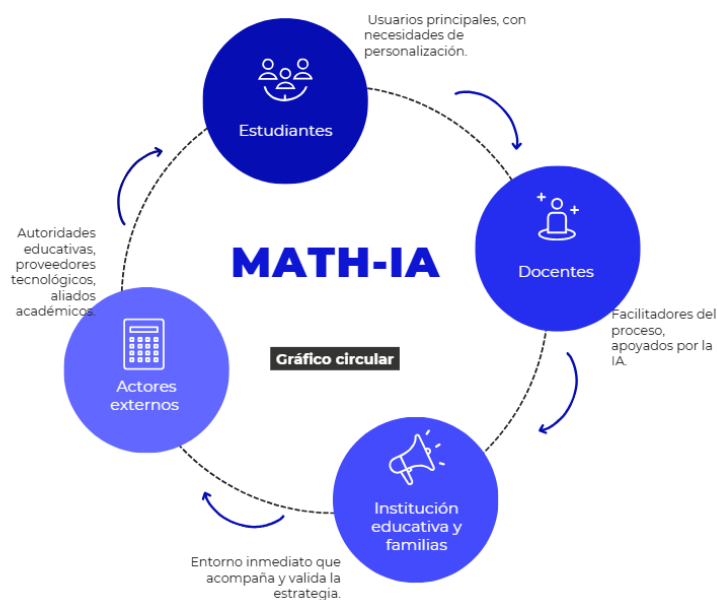 Usuarios principales, con
necesidades de
personalización.
Estudiantes
Docentes
Facilitadores del
proceso,
apoyados por la
IA.
MATH-IA
Gráfico circular
Autoridades
educativas,
proveedores
tecnológicos,
aliados
académicos.
Actores
externos
Institución
educativa y
familias
Entorno inmediato que
acompaña y valida la
estrategia.